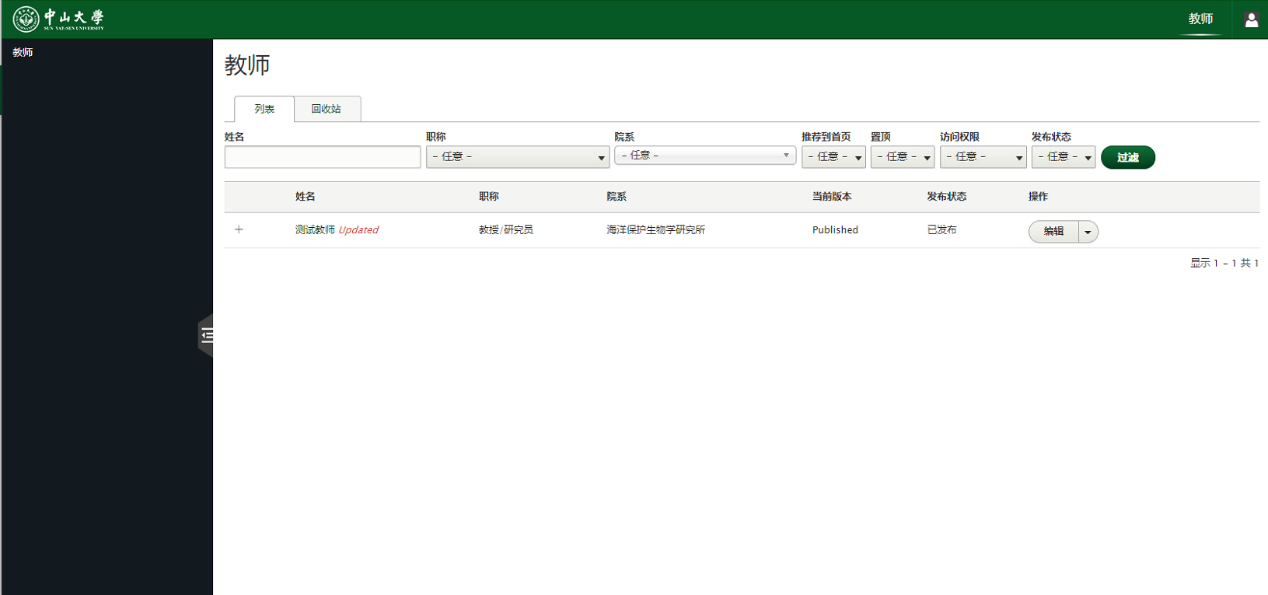 中山大学
SUN YAT-SEN UNIVERSITY
教师
教师
教师
列表 回收站
姓名 职称 院系 推荐到首页 置顶 访问权限 发布状态
- 任意 - - 任意 - - 任意 - - 任意 - - 任意 - - 任意 - 过滤
姓名 职称 院系 当前版本 发布状态 操作
测试教师 Updated 教授/研究员 海洋保护生物学研究所 Published 已发布 编辑
显示 1 - 1 共 1